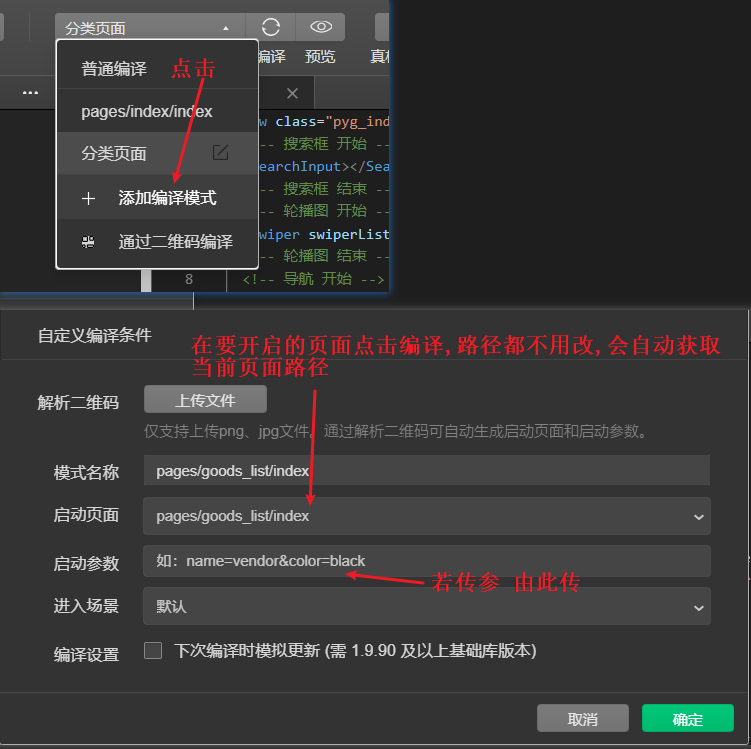 分类页面
编译 预览 真机
普通编译 点击
pages/index/index
分类页面
添加编译模式
通过二维码编译
w class="pyg_ind
-- 搜索框 开始 --
earchInput></Sea
-- 搜索框 结束 --
-- 轮播图 开始 --
wiper swiperList
-- 轮播图 结束 --
8 <!-- 导航 开始 -->
自定义编译条件
在要开启的页面点击编译,路径都不用改,会自动获取
当前页面路径
解析二维码 上传文件
仅支持上传png、jpg文件。通过解析二维码可自动生成启动页面和启动参数。
模式名称 pages/goods_list/index
启动页面 pages/goods_list/index
启动参数 如：name=vendor&color=black
若传参 由此传
进入场景 默认
编译设置 下次编译时模拟更新 (需 1.9.90 及以上基础库版本)
取消 确定